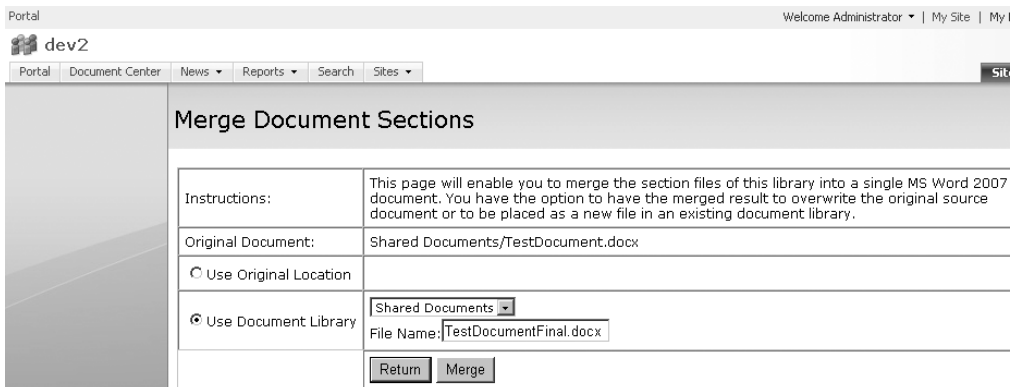 Portal
Welcome Administrator | My Site | My
dev2
Portal Document Center News Reports Search Sites
Merge Document Sections
Instructions:
This page will enable you to merge the section files of this library into a single MS Word 2007
document. You have the option to have the merged result to overwrite the original source
document or to be placed as a new file in an existing document library.
Original Document: Shared Documents/TestDocument.docx
Use Original Location
Use Document Library
Shared Documents
File Name: TestDocumentFinal.docx
Return Merge